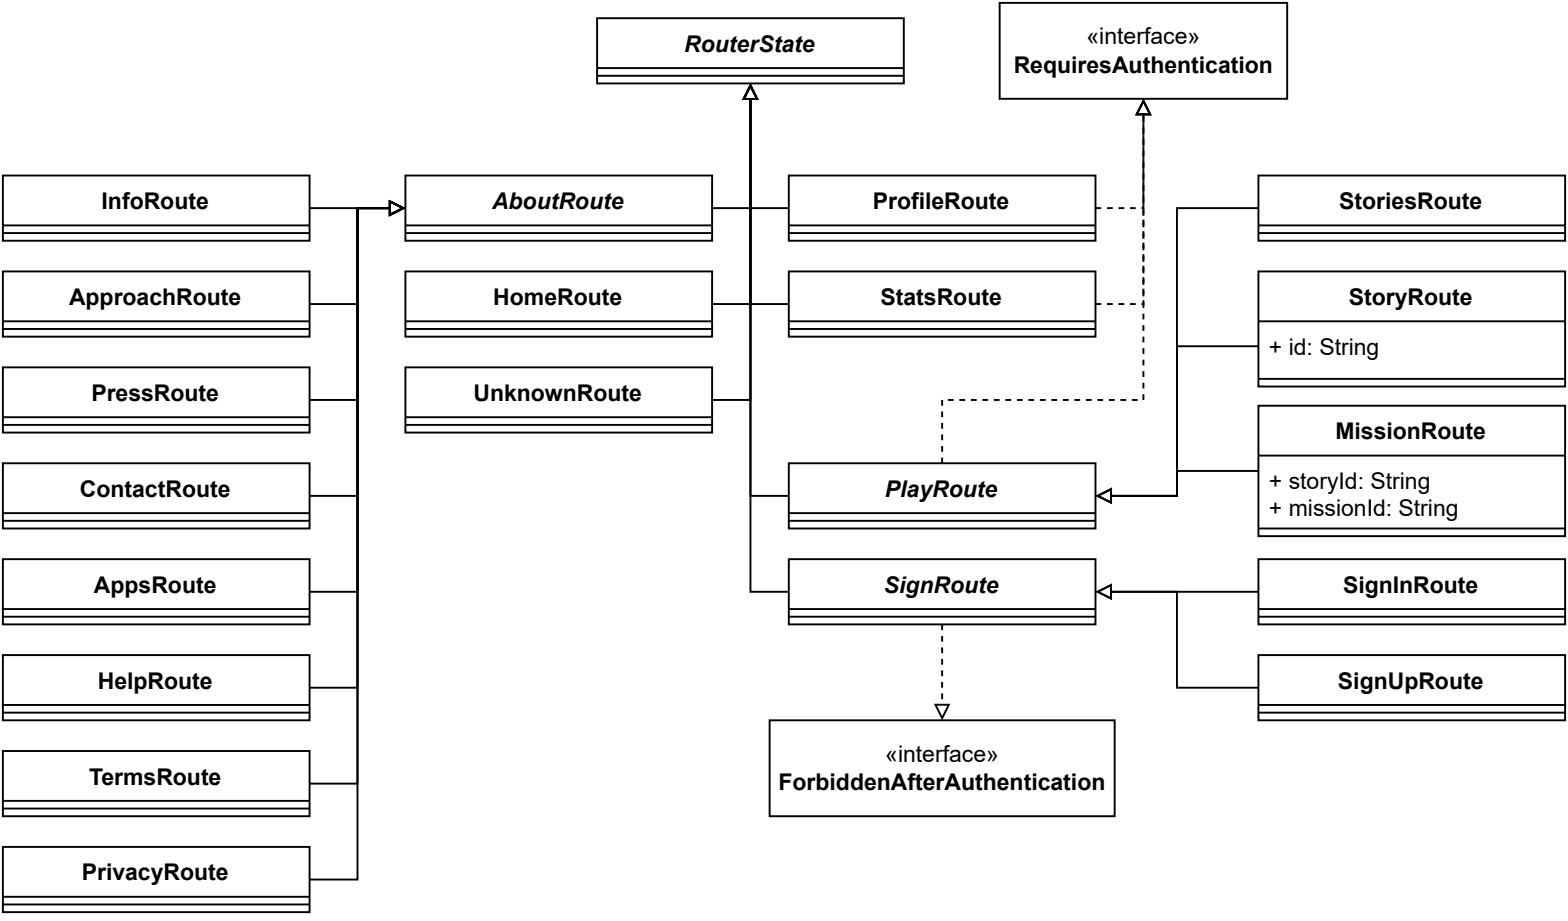 RouterState
«interface»
RequiresAuthentication
InfoRoute
AboutRoute
ProfileRoute
StoriesRoute
ApproachRoute
HomeRoute
StatsRoute
StoryRoute
+ id: String
PressRoute
UnknownRoute
MissionRoute
+ storyId: String
+ missionId: String
ContactRoute
PlayRoute
AppsRoute
SignRoute
SignInRoute
HelpRoute
SignUpRoute
«interface»
ForbiddenAfterAuthentication
TermsRoute
PrivacyRoute